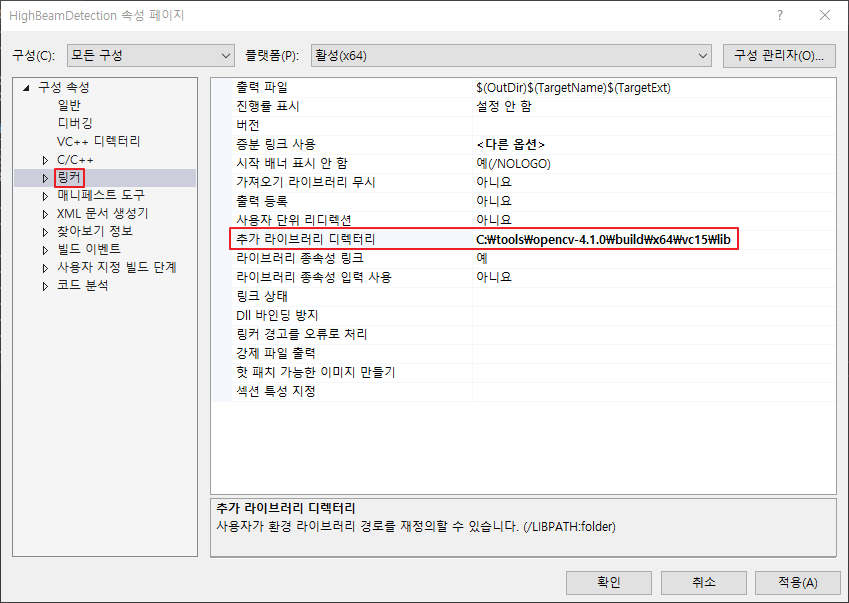 HighBeamDetection 속성 페이지
?
구성(C): 모든 구성 플랫폼(P): 활성(x64) 구성 관리자(O)...
구성 속성
일반
디버깅
VC++ 디렉터리
C/C++
링커
매니페스트 도구
XML 문서 생성기
찾아보기 정보
빌드 이벤트
사용자 지정 빌드 단계
코드 분석
출력 파일 $(OutDir)$(TargetName)$(TargetExt)
진행률 표시 설정 안 함
버전
증분 링크 사용 <다른 옵션>
시작 배너 표시 안 함 예(/NOLOGO)
가져오기 라이브러리 무시 아니요
출력 등록 아니요
사용자 단위 리디렉션 아니요
추가 라이브러리 디렉터리 C:₩tools₩opencv-4.1.0₩build₩x64₩vc15₩lib
라이브러리 종속성 링크 예
라이브러리 종속성 입력 사용 아니요
링크 상태
Dll 바인딩 방지
링커 경고를 오류로 처리
강제 파일 출력
핫 패치 가능한 이미지 만들기
섹션 특성 지정
추가 라이브러리 디렉터리
사용자가 환경 라이브러리 경로를 재정의할 수 있습니다. (/LIBPATH:folder)
확인 취소 적용(A)